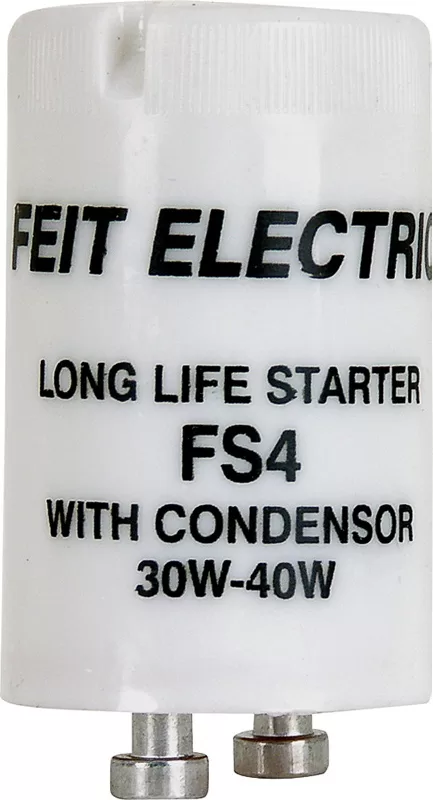 FEIT ELECTRIC
LONG LIFE STARTER
FS4
WITH CONDENSOR
30W-40W